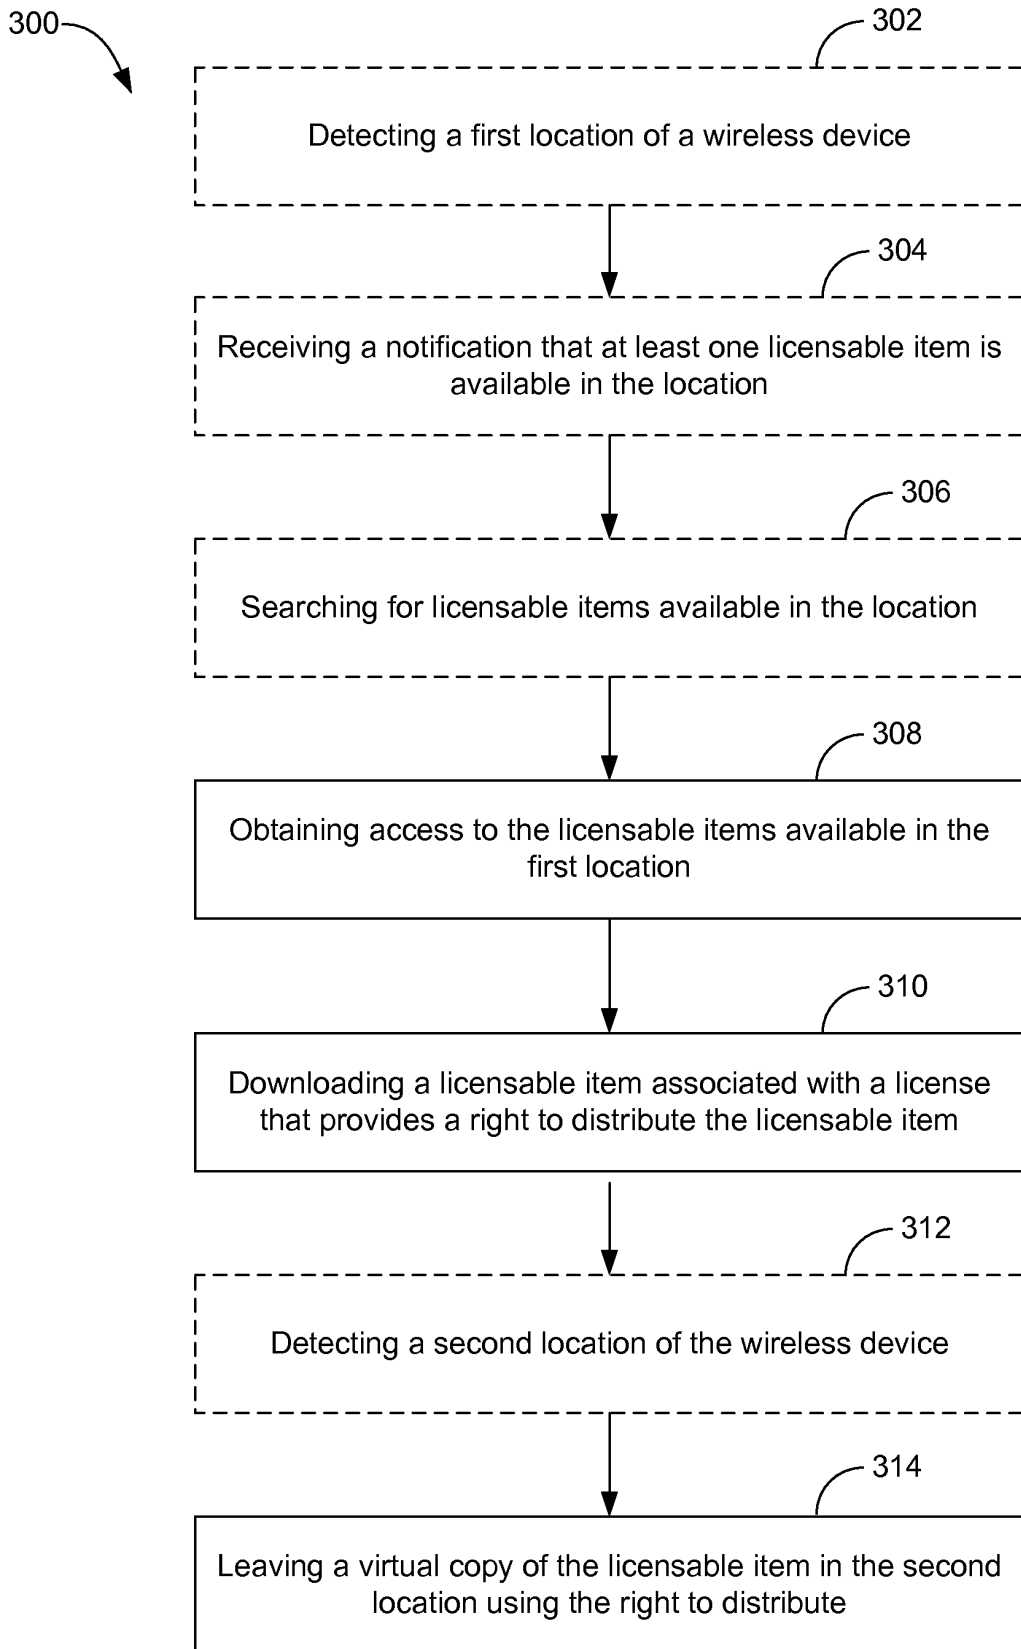 300
302
Detecting a first location of a wireless device
304
Receiving a notification that at least one licensable item is
available in the location
306
Searching for licensable items available in the location
308
Obtaining access to the licensable items available in the
first location
310
Downloading a licensable item associated with a license
that provides a right to distribute the licensable item
312
Detecting a second location of the wireless device
314
Leaving a virtual copy of the licensable item in the second
location using the right to distribute